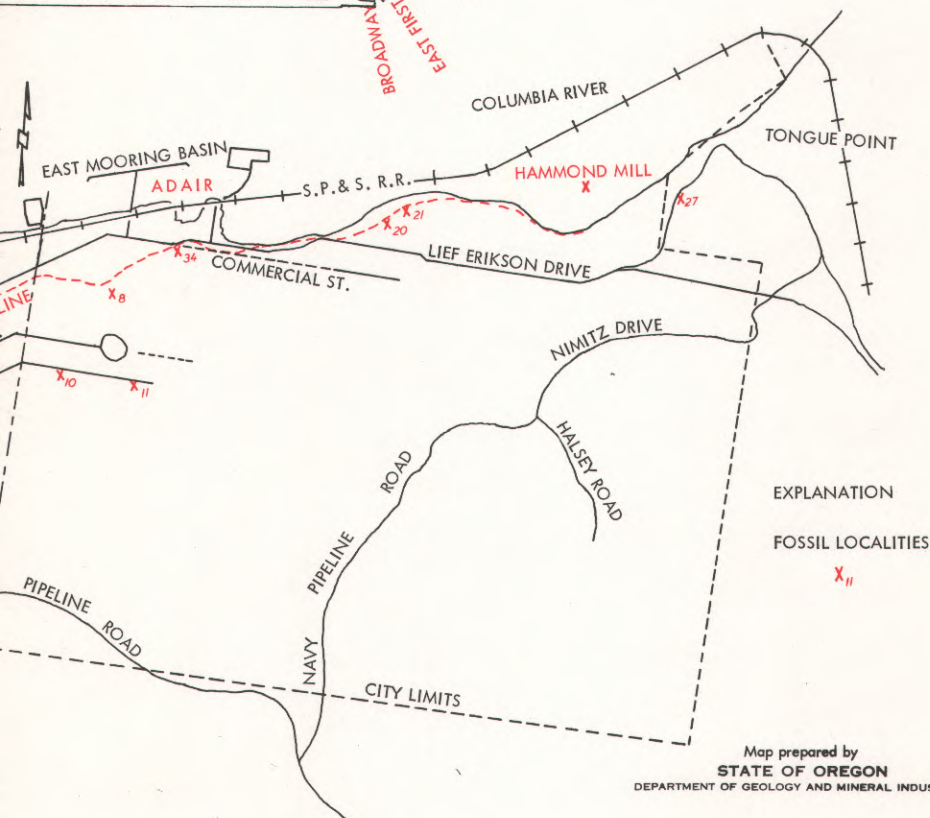 BROADWAY
EAST FIRST
COLUMBIA RIVER
TONGUE POINT
EAST MOORING BASIN
ADAIR
S.P.& S. R.R.
HAMMOND MILL
X
X27
X21
X20
X34
LIEF ERIKSON DRIVE
COMMERCIAL ST.
LINE
X8
NIMITZ DRIVE
X10
X11
HALSEY ROAD
NAVY PIPELINE ROAD
EXPLANATION
FOSSIL LOCALITIES
X11
PIPELINE ROAD
CITY LIMITS
Map prepared by
STATE OF OREGON
DEPARTMENT OF GEOLOGY AND MINERAL INDUS